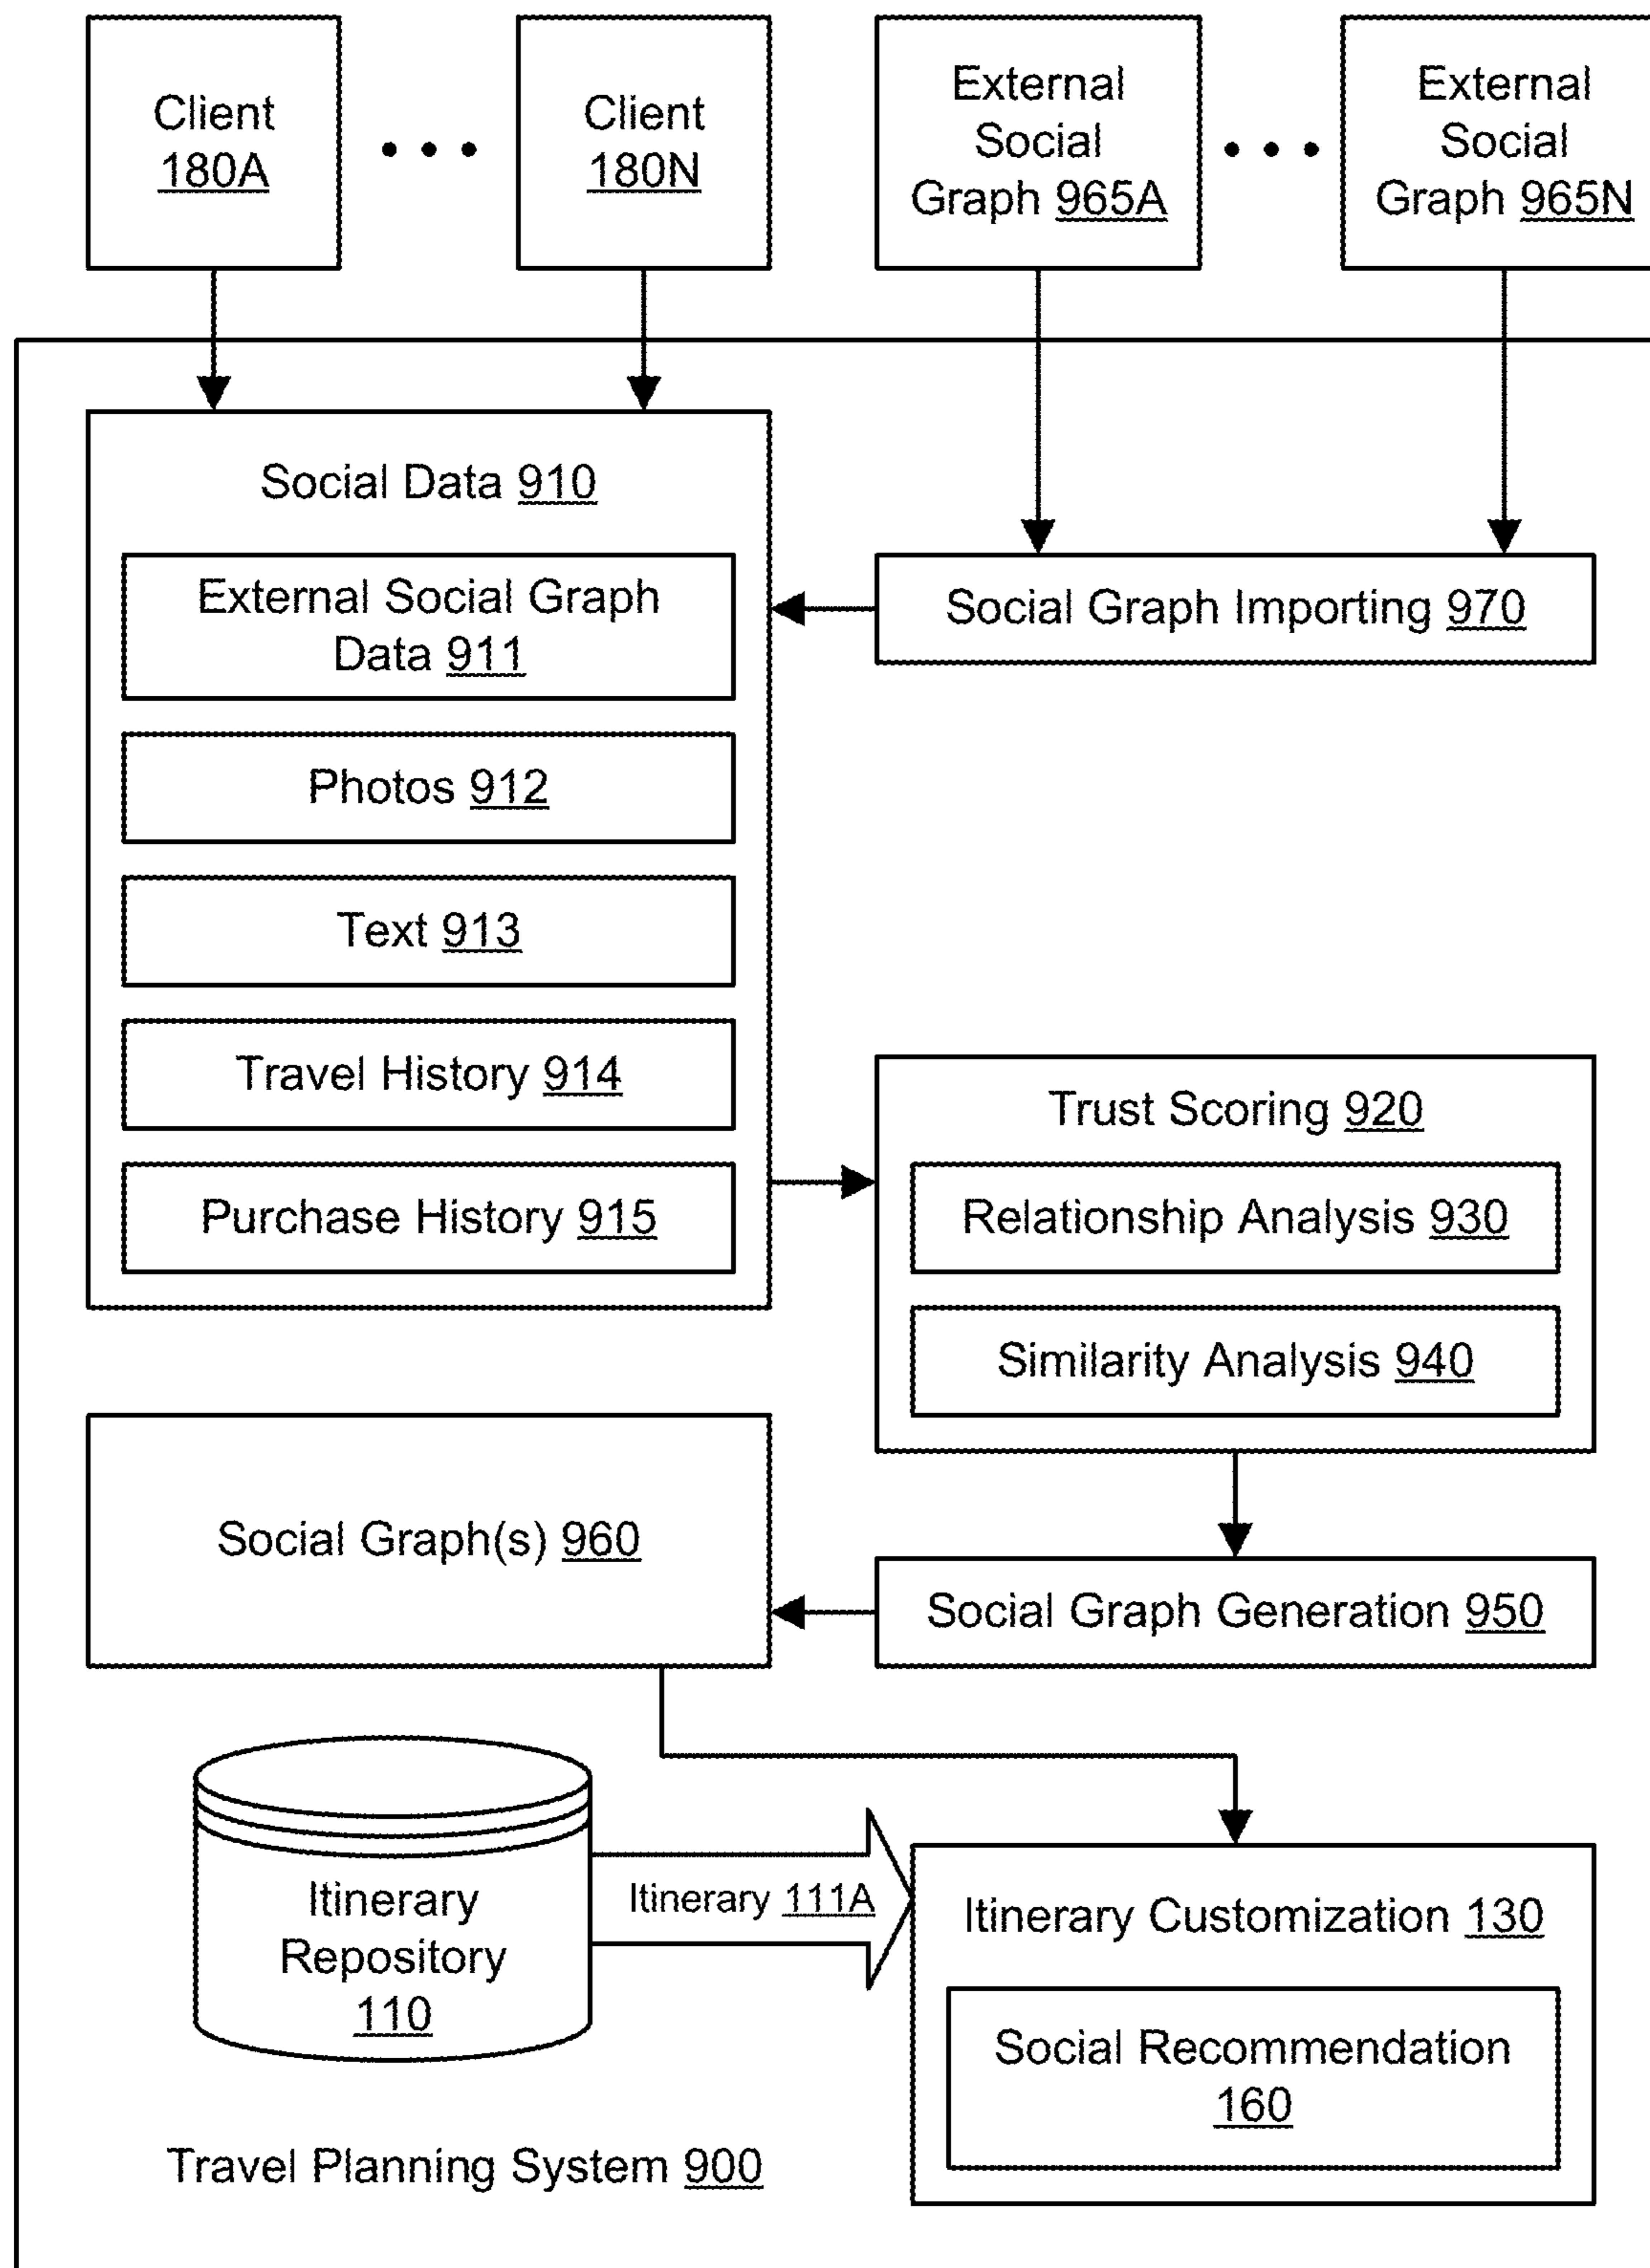 Client
180A
Client
180N
External
Social
Graph 965A
External
Social
Graph 965N
Social Data 910
External Social Graph
Data 911
Photos 912
Text 913
Travel History 914
Purchase History 915
Social Graph Importing 970
Trust Scoring 920
Relationship Analysis 930
Similarity Analysis 940
Social Graph(s) 960
Social Graph Generation 950
Itinerary
Repository
110
Itinerary 111A
Itinerary Customization 130
Social Recommendation
160
Travel Planning System 900